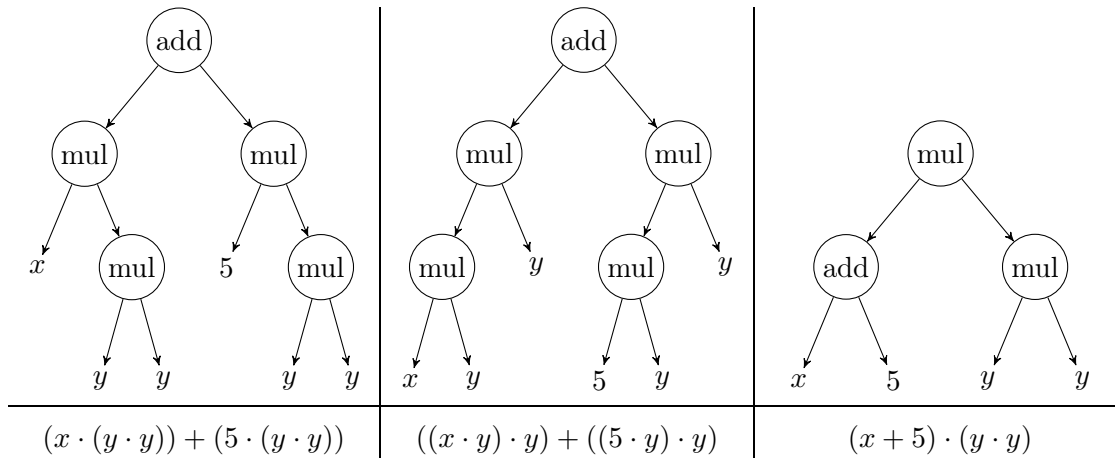 add
add
mul
mul
mul
mul
mul
x
mul
5
mul
mul
y
mul
y
add
mul
y
y
y
y
x
y
5
y
x
5
y
y
(x · (y · y)) + (5 · (y · y))
((x · y) · y) + ((5 · y) · y)
(x + 5) · (y · y)